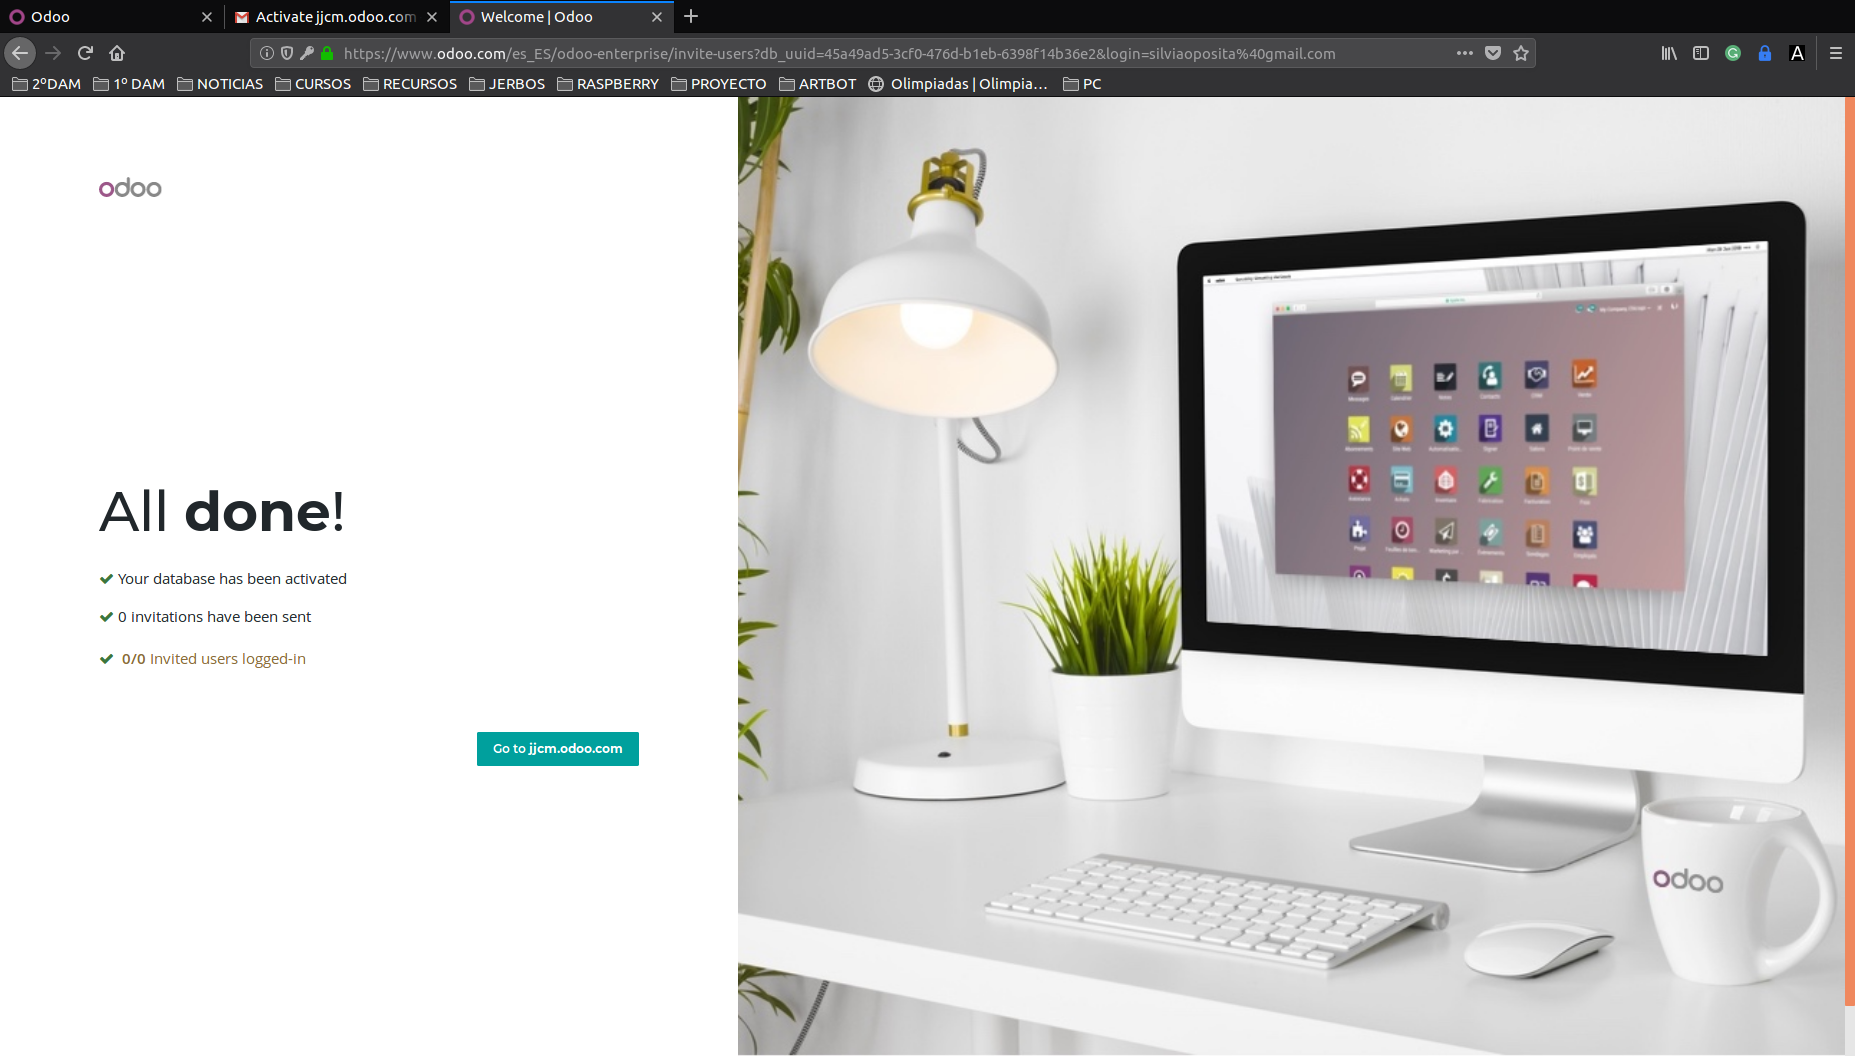 Odoo
Activate jjcm.odoo.com
Welcome | Odoo
https://www.odoo.com/es_ES/odoo-enterprise/invite-users?db_uuid=45a49ad5-3cf0-476d-b1eb-6398f14b36e2&login=silviaoposita%40gmail.com
2ºDAM 1º DAM NOTICIAS CURSOS RECURSOS JERBOS RASPBERRY PROYECTO ARTBOT Olimpiadas | Olimpia... PC
odoo
All done!
Your database has been activated
0 invitations have been sent
0/0 Invited users logged-in
Go to jjcm.odoo.com
odoo